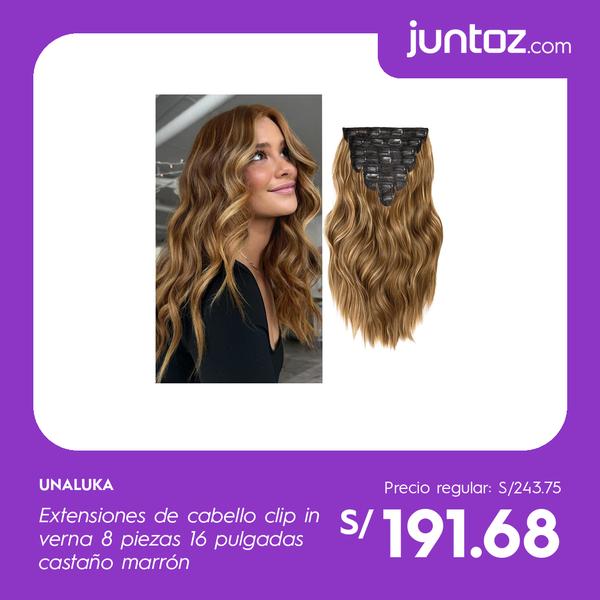 juntoz.com
UNALUKA
Extensiones de cabello clip in
verna 8 piezas 16 pulgadas
castaño marrón
Precio regular: S/243.75
S/191.68